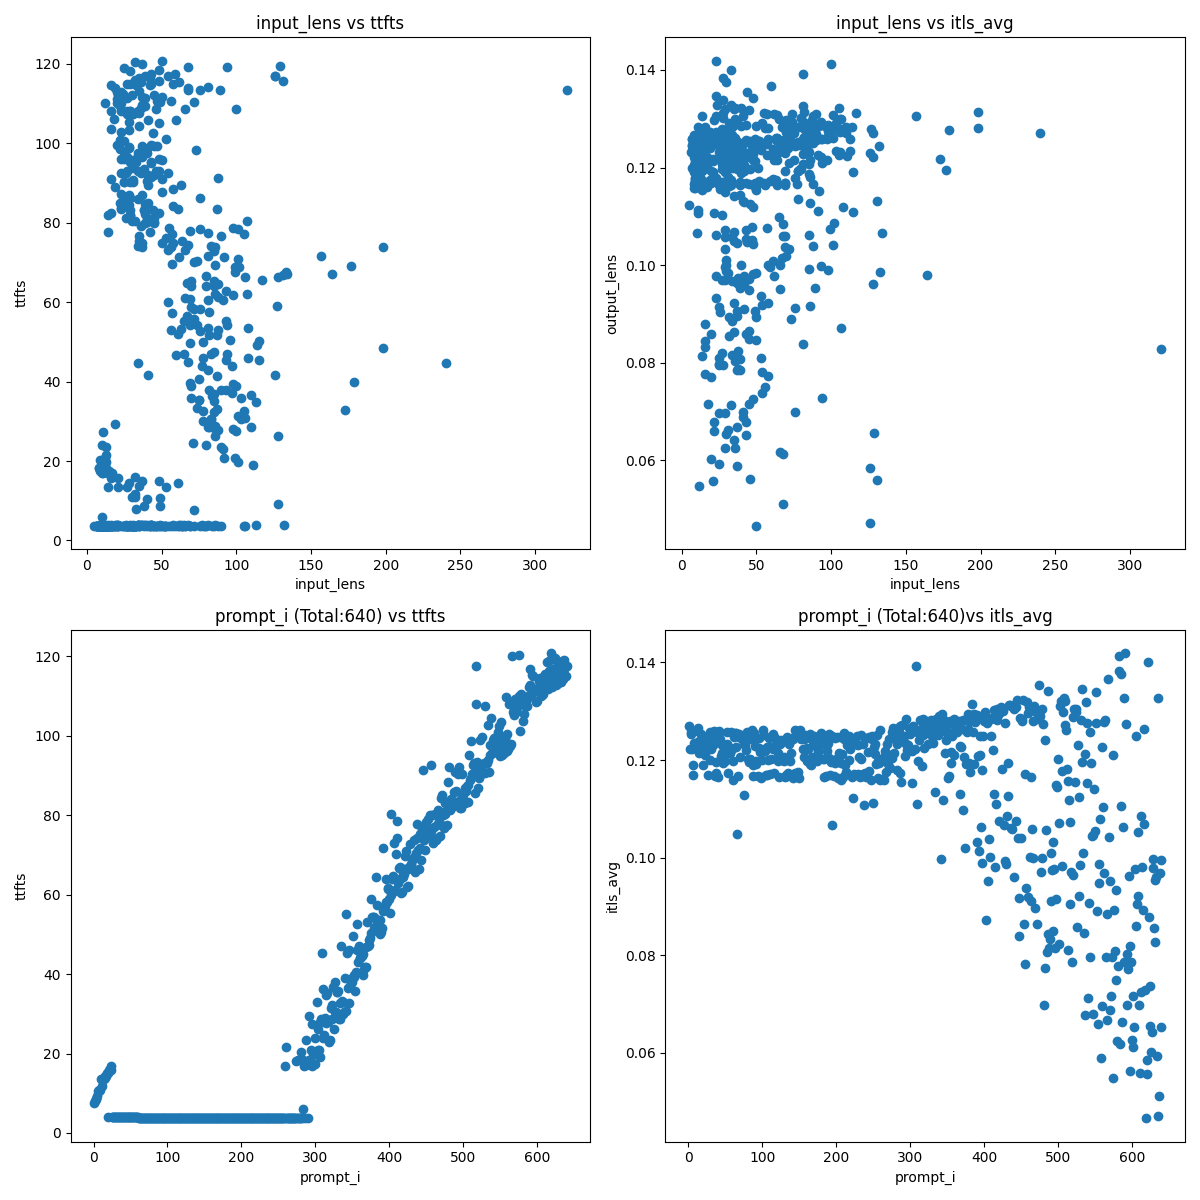 input_lens vs ttfts
ttfts
120
100
80
60
40
20
0
0 50 100 150 200 250 300
input_lens
input_lens vs itls_avg
output_lens
0.14
0.12
0.10
0.08
0.06
0 50 100 150 200 250 300
input_lens
prompt_i (Total:640) vs ttfts
ttfts
120
100
80
60
40
20
0
0 100 200 300 400 500 600
prompt_i
prompt_i (Total:640)vs itls_avg
itls_avg
0.14
0.12
0.10
0.08
0.06
0 100 200 300 400 500 600
prompt_i